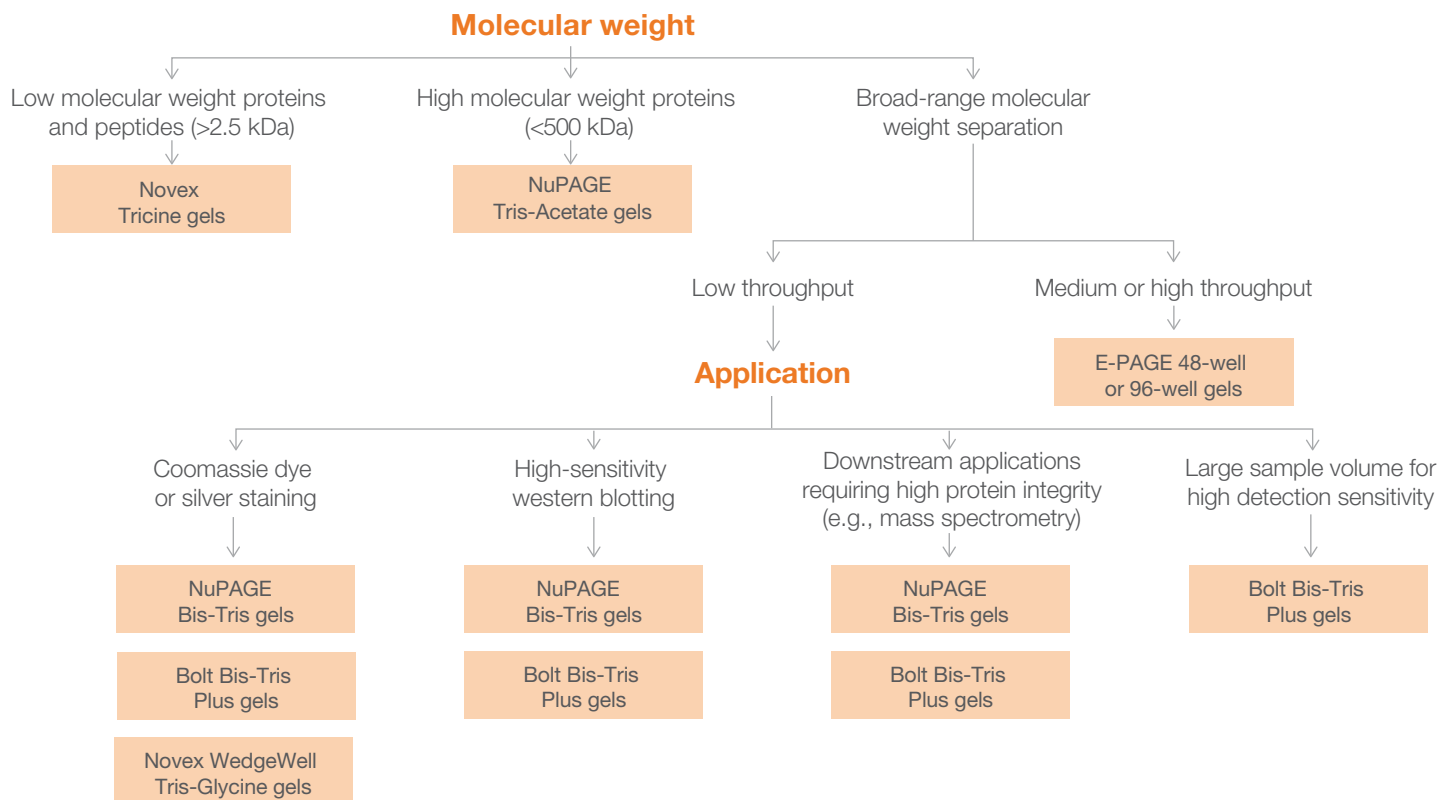 Molecular weight
Low molecular weight proteins
and peptides (>2.5 kDa)
High molecular weight proteins
(<500 kDa)
Broad-range molecular
weight separation
Novex
Tricine gels
NuPAGE
Tris-Acetate gels
Low throughput
Medium or high throughput
E-PAGE 48-well
or 96-well gels
Application
Coomassie dye
or silver staining
High-sensitivity
western blotting
Downstream applications
requiring high protein integrity
(e.g., mass spectrometry)
Large sample volume for
high detection sensitivity
NuPAGE
Bis-Tris gels
NuPAGE
Bis-Tris gels
NuPAGE
Bis-Tris gels
Bolt Bis-Tris
Plus gels
Bolt Bis-Tris
Plus gels
Bolt Bis-Tris
Plus gels
Bolt Bis-Tris
Plus gels
Novex WedgeWell
Tris-Glycine gels